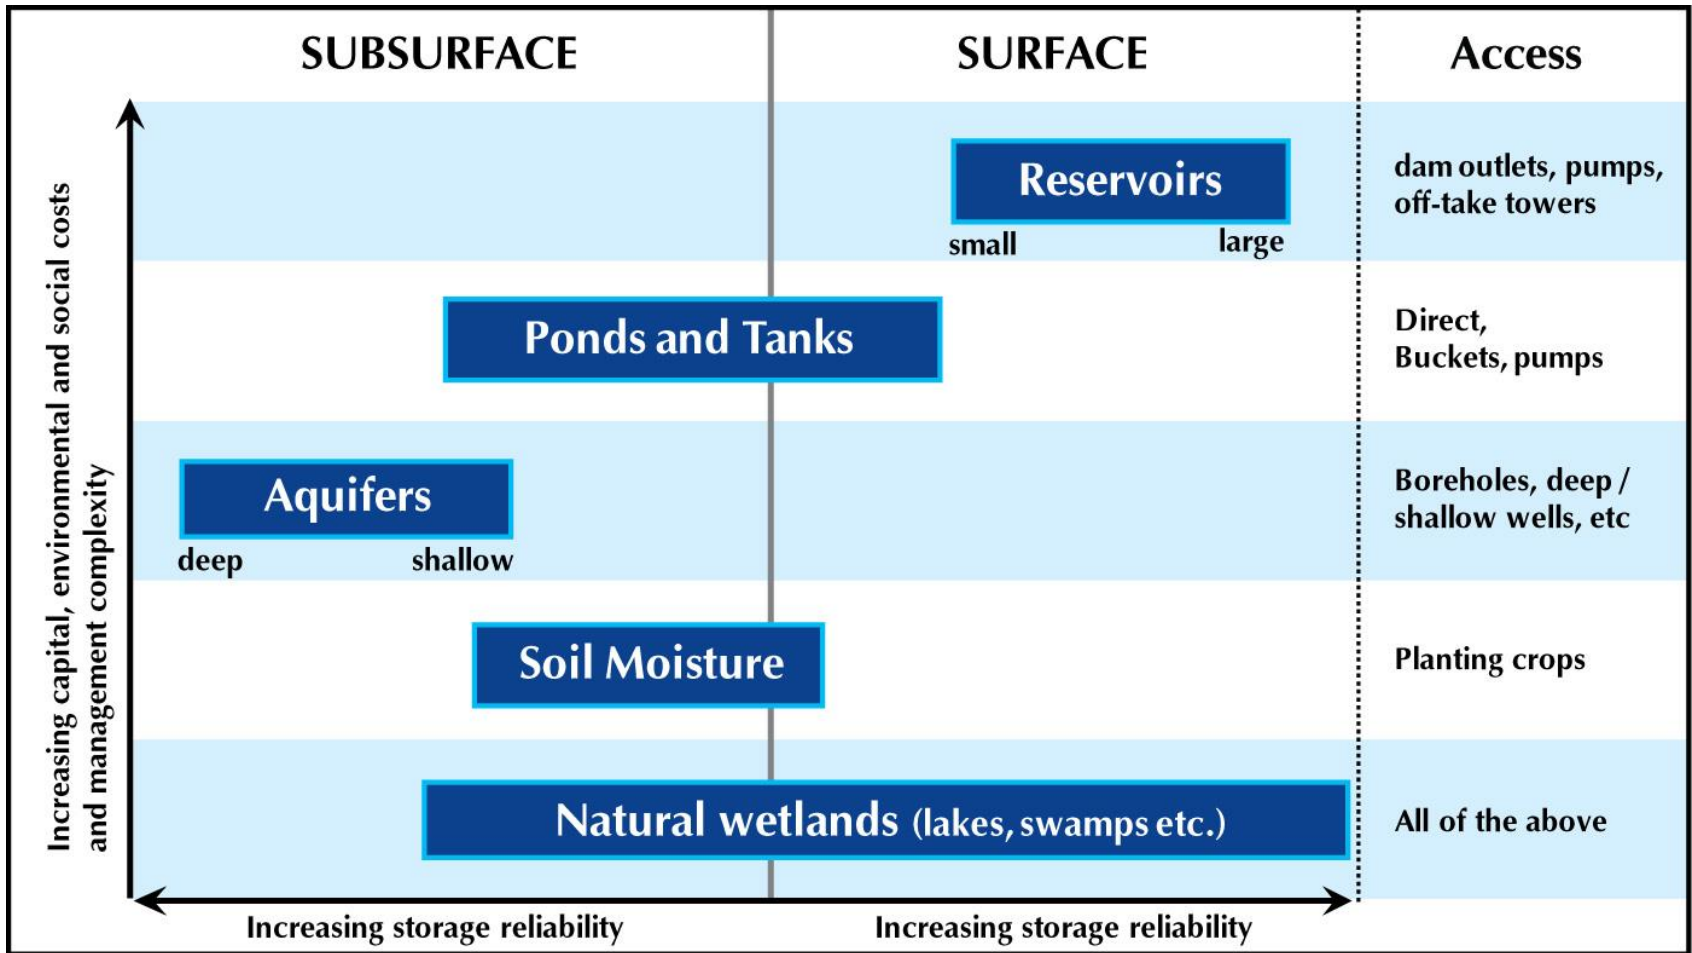 SUBSURFACE
SURFACE
Access
Increasing capital, environmental and social costs
and management complexity
Reservoirs
small
large
dam outlets, pumps,
off-take towers
Ponds and Tanks
Direct,
Buckets, pumps
Aquifers
deep
shallow
Boreholes, deep /
shallow wells, etc
Soil Moisture
Planting crops
Natural wetlands (lakes, swamps etc.)
All of the above
Increasing storage reliability
Increasing storage reliability